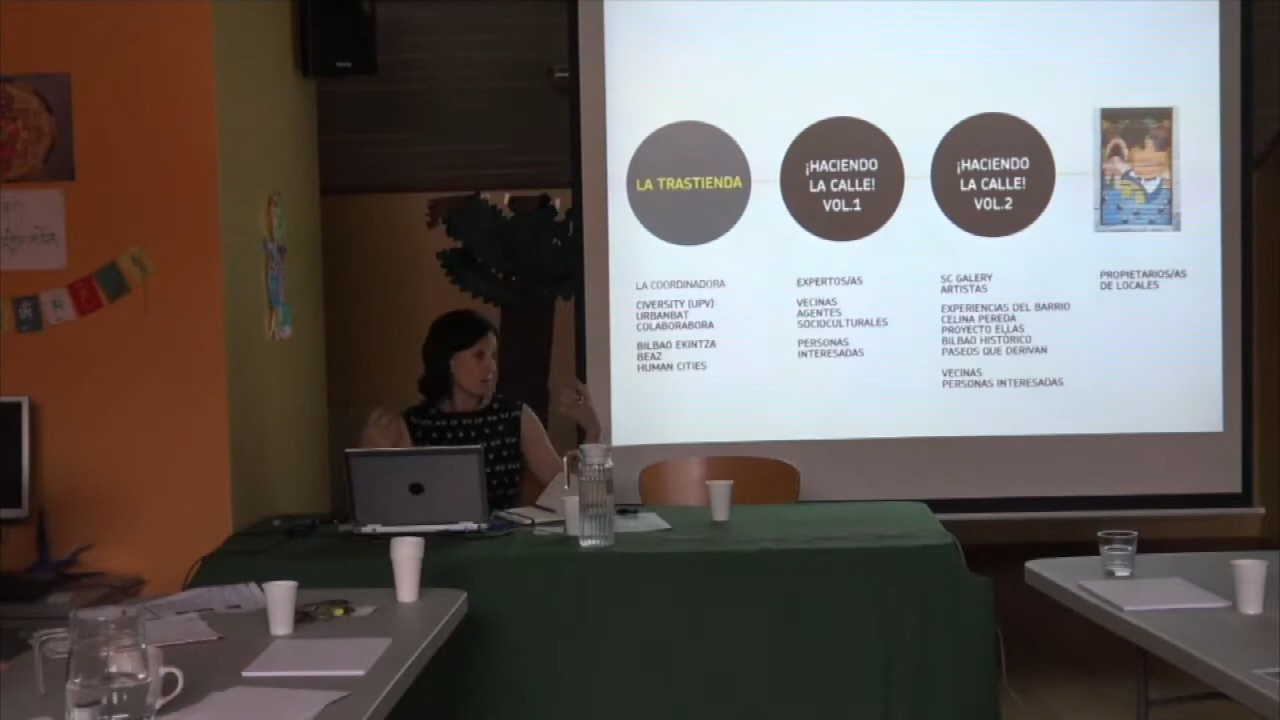 LA TRASTIENDA
¡HACIENDO
LA CALLE!
VOL.1
¡HACIENDO
LA CALLE!
VOL.2
LA COORDINADORA
CIVERSITY (UPV)
URBANBAT
COLABORABORA
BILBAO EKINTZA
BEAZ
HUMAN CITIES
EXPERTOS/AS
VECINAS
AGENTES
SOCIOCULTURALES
PERSONAS
INTERESADAS
SC GALERY
ARTISTAS
EXPERIENCIAS DEL BARRIO
CELINA PEREDA
PROYECTO ELLAS
BILBAO HISTÓRICO
PASEOS QUE DERIVAN
VECINAS
PERSONAS INTERESADAS
PROPIETARIOS/AS
DE LOCALES